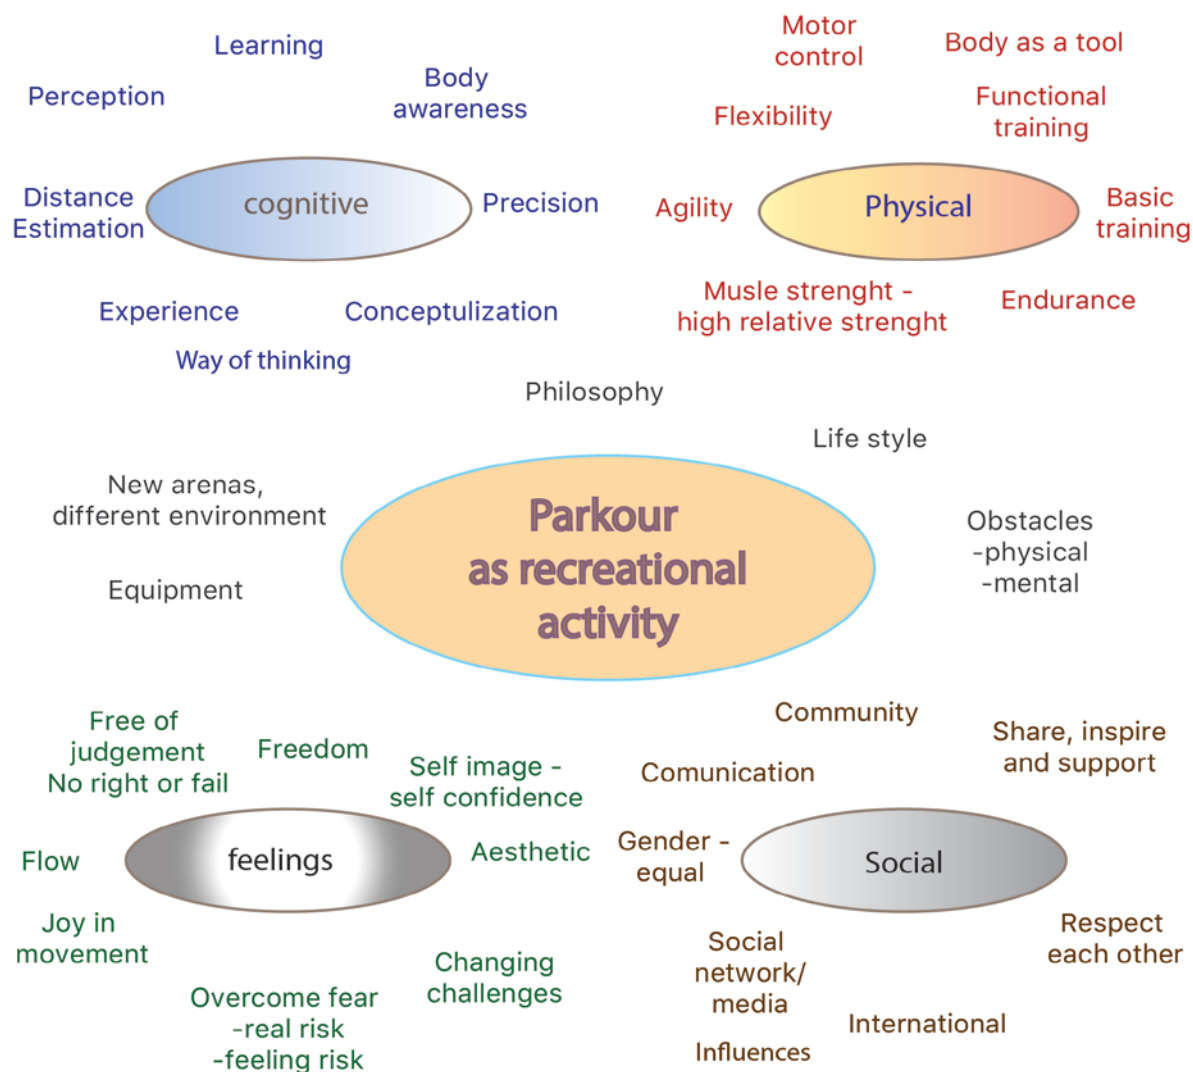 Learning
Perception
Body
awareness
Distance
Estimation
cognitive
Precision
Experience
Conceptulization
Way of thinking
Motor
control
Body as a tool
Flexibility
Functional
training
Agility
Physical
Basic
training
Musle strenght -
high relative strenght
Endurance
Philosophy
Life style
New arenas,
different environment
Equipment
Parkour
as recreational
activity
Obstacles
-physical
-mental
Free of
judgement
No right or fail
Freedom
Self image -
self confidence
Flow
feelings
Aesthetic
Joy in
movement
Changing
challenges
Overcome fear
-real risk
-feeling risk
Community
Share, inspire
and support
Comunication
Gender -
equal
Social
Respect
each other
Social
network/
media
International
Influences